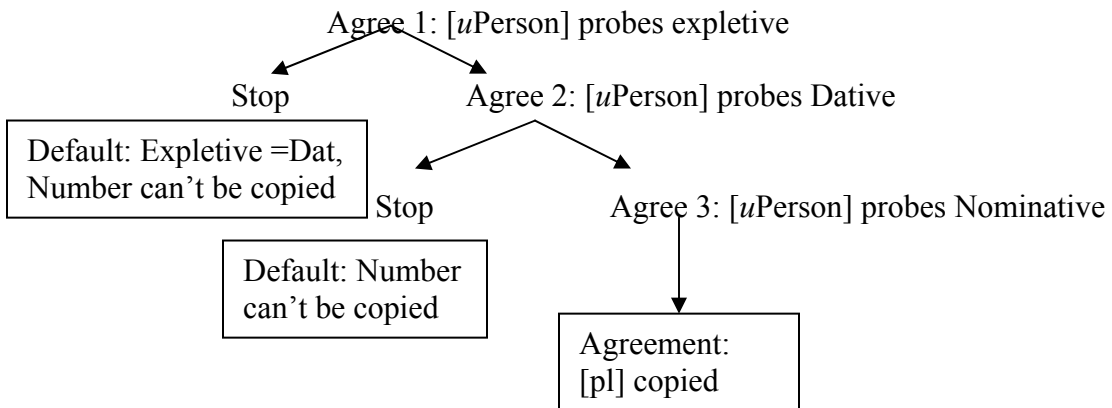 Agree 1: [uPerson] probes expletive
Stop
Agree 2: [uPerson] probes Dative
Default: Expletive =Dat,
Number can’t be copied
Stop
Agree 3: [uPerson] probes Nominative
Default: Number
can’t be copied
Agreement:
[pl] copied